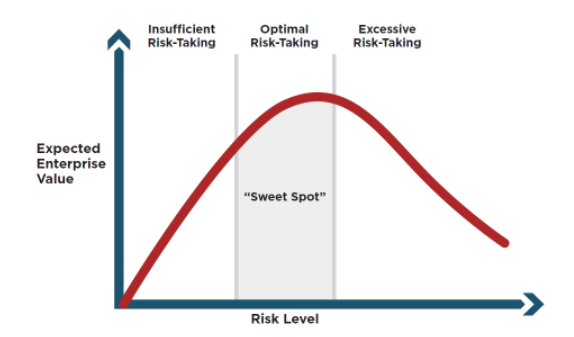 Insufficient
Risk-Taking
Optimal
Risk-Taking
Excessive
Risk-Taking
Expected
Enterprise
Value
“Sweet Spot”
Risk Level